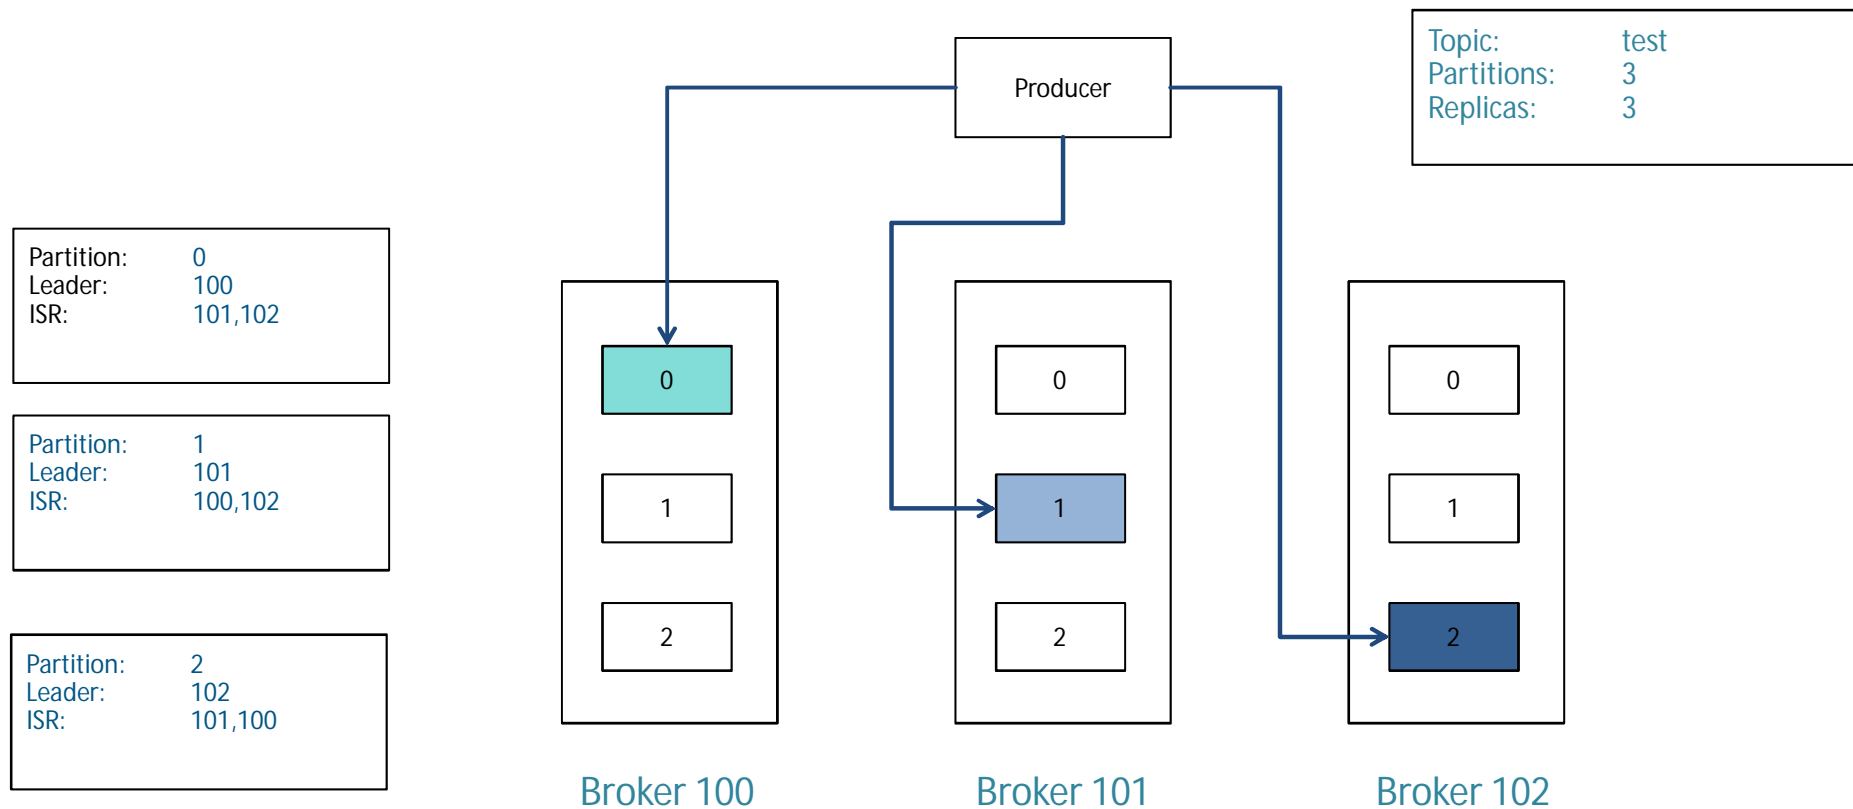 Topic: test
Partitions: 3
Replicas: 3
Producer
Partition: 0
Leader: 100
ISR: 101,102
Partition: 1
Leader: 101
ISR: 100,102
Partition: 2
Leader: 102
ISR: 101,100
0
1
2
Broker 100
0
1
2
Broker 101
0
1
2
Broker 102